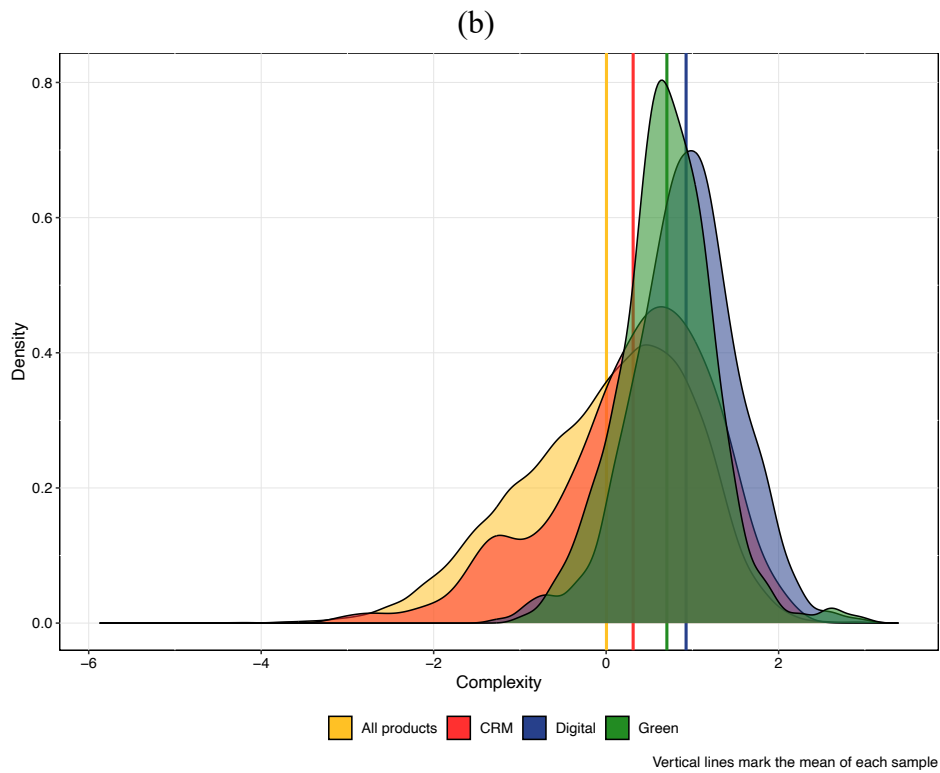 (b)
0.8
0.6
0.4
0.2
0.0
Density
−6 −4 −2 0 2
Complexity
All products CRM Digital Green
Vertical lines mark the mean of each sample